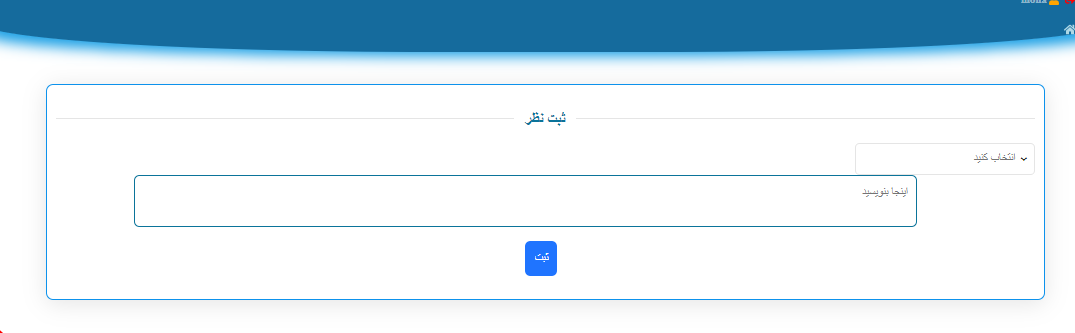 ثبت نظر
انتخاب کنید
اینجا بنویسید
ثبت